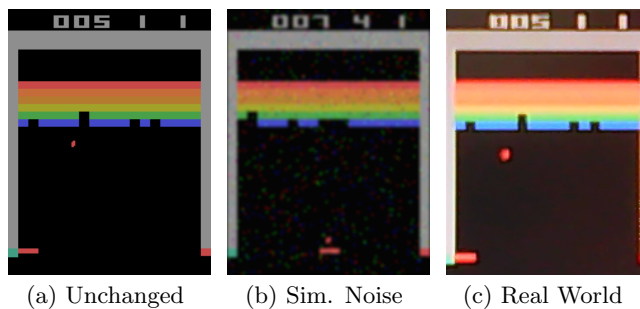 005 1 1
007 4 1
005 1 1
(a) Unchanged
(b) Sim. Noise
(c) Real World